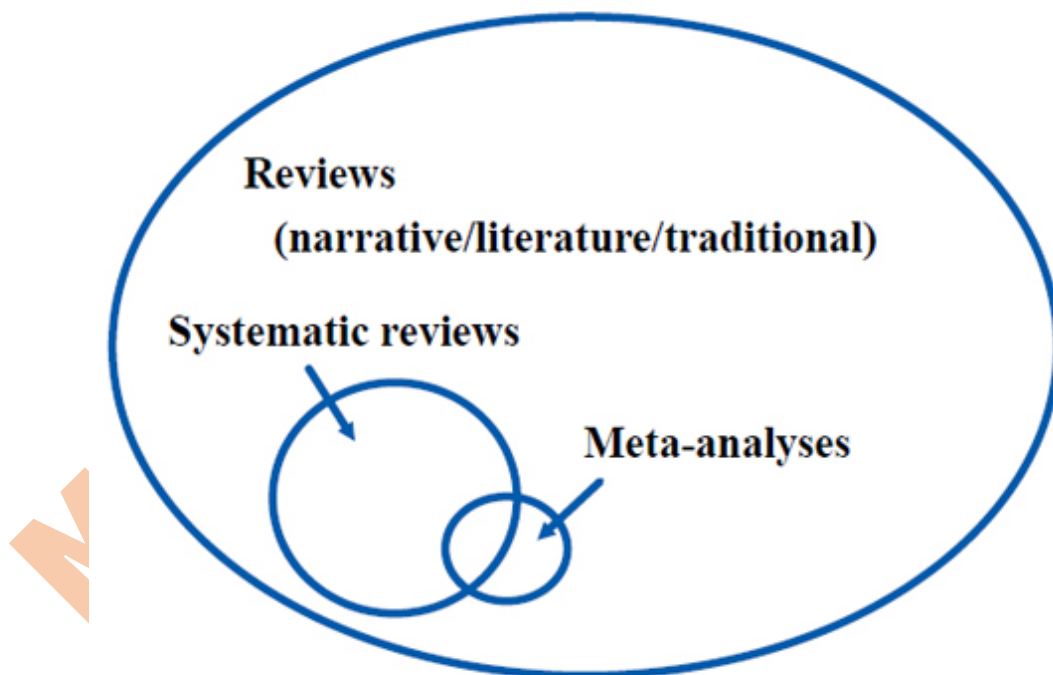 Reviews
(narrative/literature/traditional)
Systematic reviews
Meta-analyses